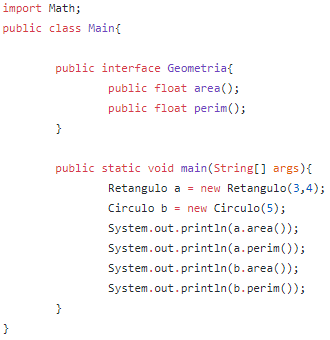 import Math;
public class Main{
public interface Geometria{
public float area();
public float perim();
}
public static void main(String[] args){
Retangulo a = new Retangulo(3,4);
Circulo b = new Circulo(5);
System.out.println(a.area());
System.out.println(a.perim());
System.out.println(b.area());
System.out.println(b.perim());
}
}